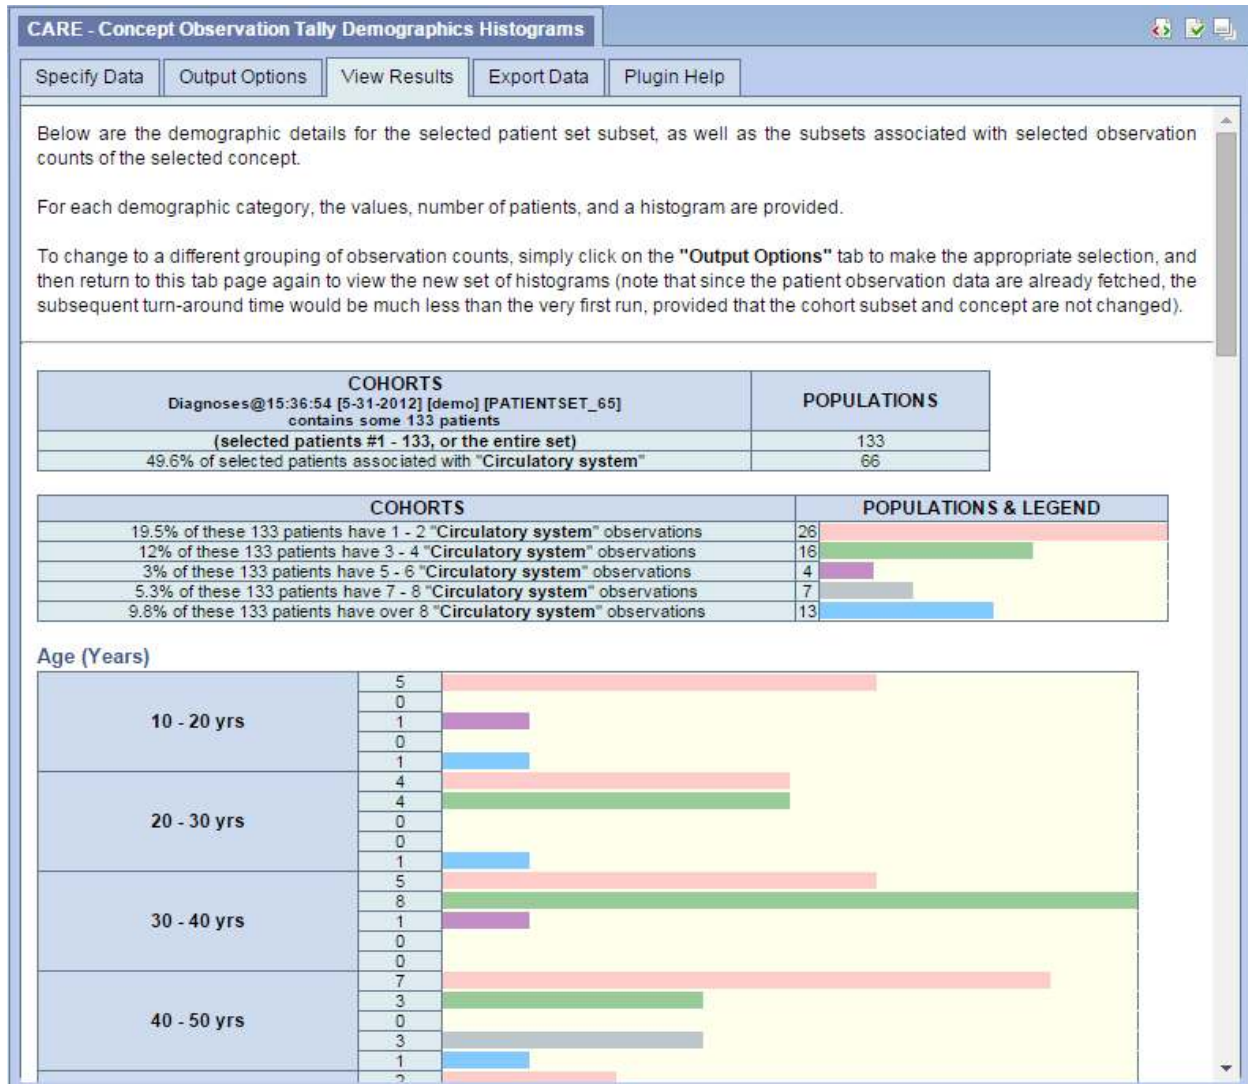 CARE - Concept Observation Tally Demographics Histograms
Specify Data
Output Options
View Results
Export Data
Plugin Help
Below are the demographic details for the selected patient set subset, as well as the subsets associated with selected observation
counts of the selected concept.
For each demographic category, the values, number of patients, and a histogram are provided.
To change to a different grouping of observation counts, simply click on the "Output Options" tab to make the appropriate selection, and
then return to this tab page again to view the new set of histograms (note that since the patient observation data are already fetched, the
subsequent turn-around time would be much less than the very first run, provided that the cohort subset and concept are not changed).
COHORTS
Diagnoses@15:36:54 [5-31-2012] [demo] [PATIENTSET_65]
contains some 133 patients
POPULATIONS
(selected patients #1 - 133, or the entire set) 133
49.6% of selected patients associated with "Circulatory system" 66
COHORTS POPULATIONS & LEGEND
19.5% of these 133 patients have 1 - 2 "Circulatory system" observations 26
12% of these 133 patients have 3 - 4 "Circulatory system" observations 16
3% of these 133 patients have 5 - 6 "Circulatory system" observations 4
5.3% of these 133 patients have 7 - 8 "Circulatory system" observations 7
9.8% of these 133 patients have over 8 "Circulatory system" observations 13
Age (Years)
10 - 20 yrs
5
0
1
0
1
20 - 30 yrs
4
4
0
0
1
30 - 40 yrs
5
8
1
0
0
40 - 50 yrs
7
3
0
3
1
2